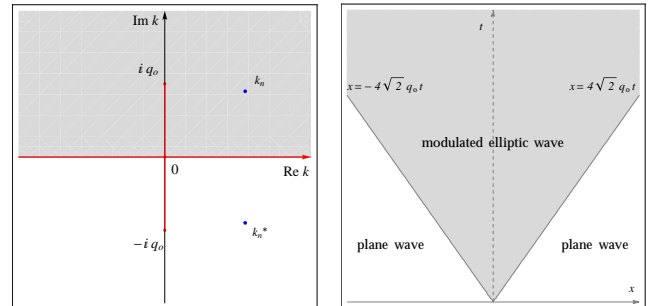 Im k
i q_o
k_n
0
Re k
-i q_o
k_n*
t
x = -4√2 q_o t
x = 4√2 q_o t
modulated elliptic wave
plane wave
plane wave
x